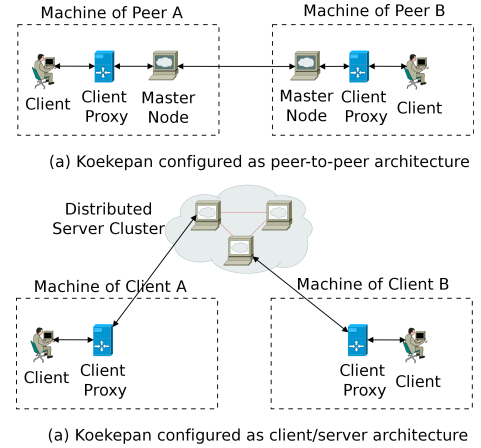 Machine of Peer A
Machine of Peer B
Client
Client
Proxy
Master
Node
Master
Node
Client
Proxy
Client
(a) Koekepan configured as peer-to-peer architecture
Distributed
Server Cluster
Machine of Client A
Machine of Client B
Client
Client
Proxy
Client
Proxy
Client
(a) Koekepan configured as client/server architecture